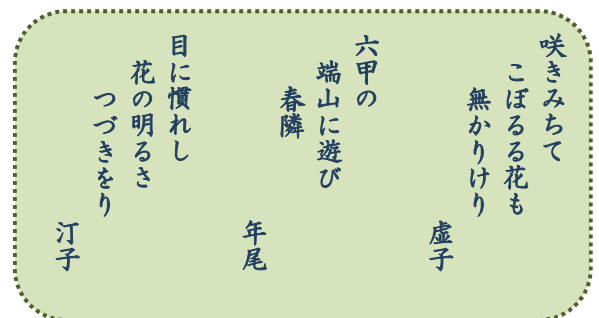 咲きみちて
こぼるる花も
無かりけり
虚子
六甲の
端山に遊び
春隣
年尾
目に慣れし
花の明るさ
つづきをり
汀子